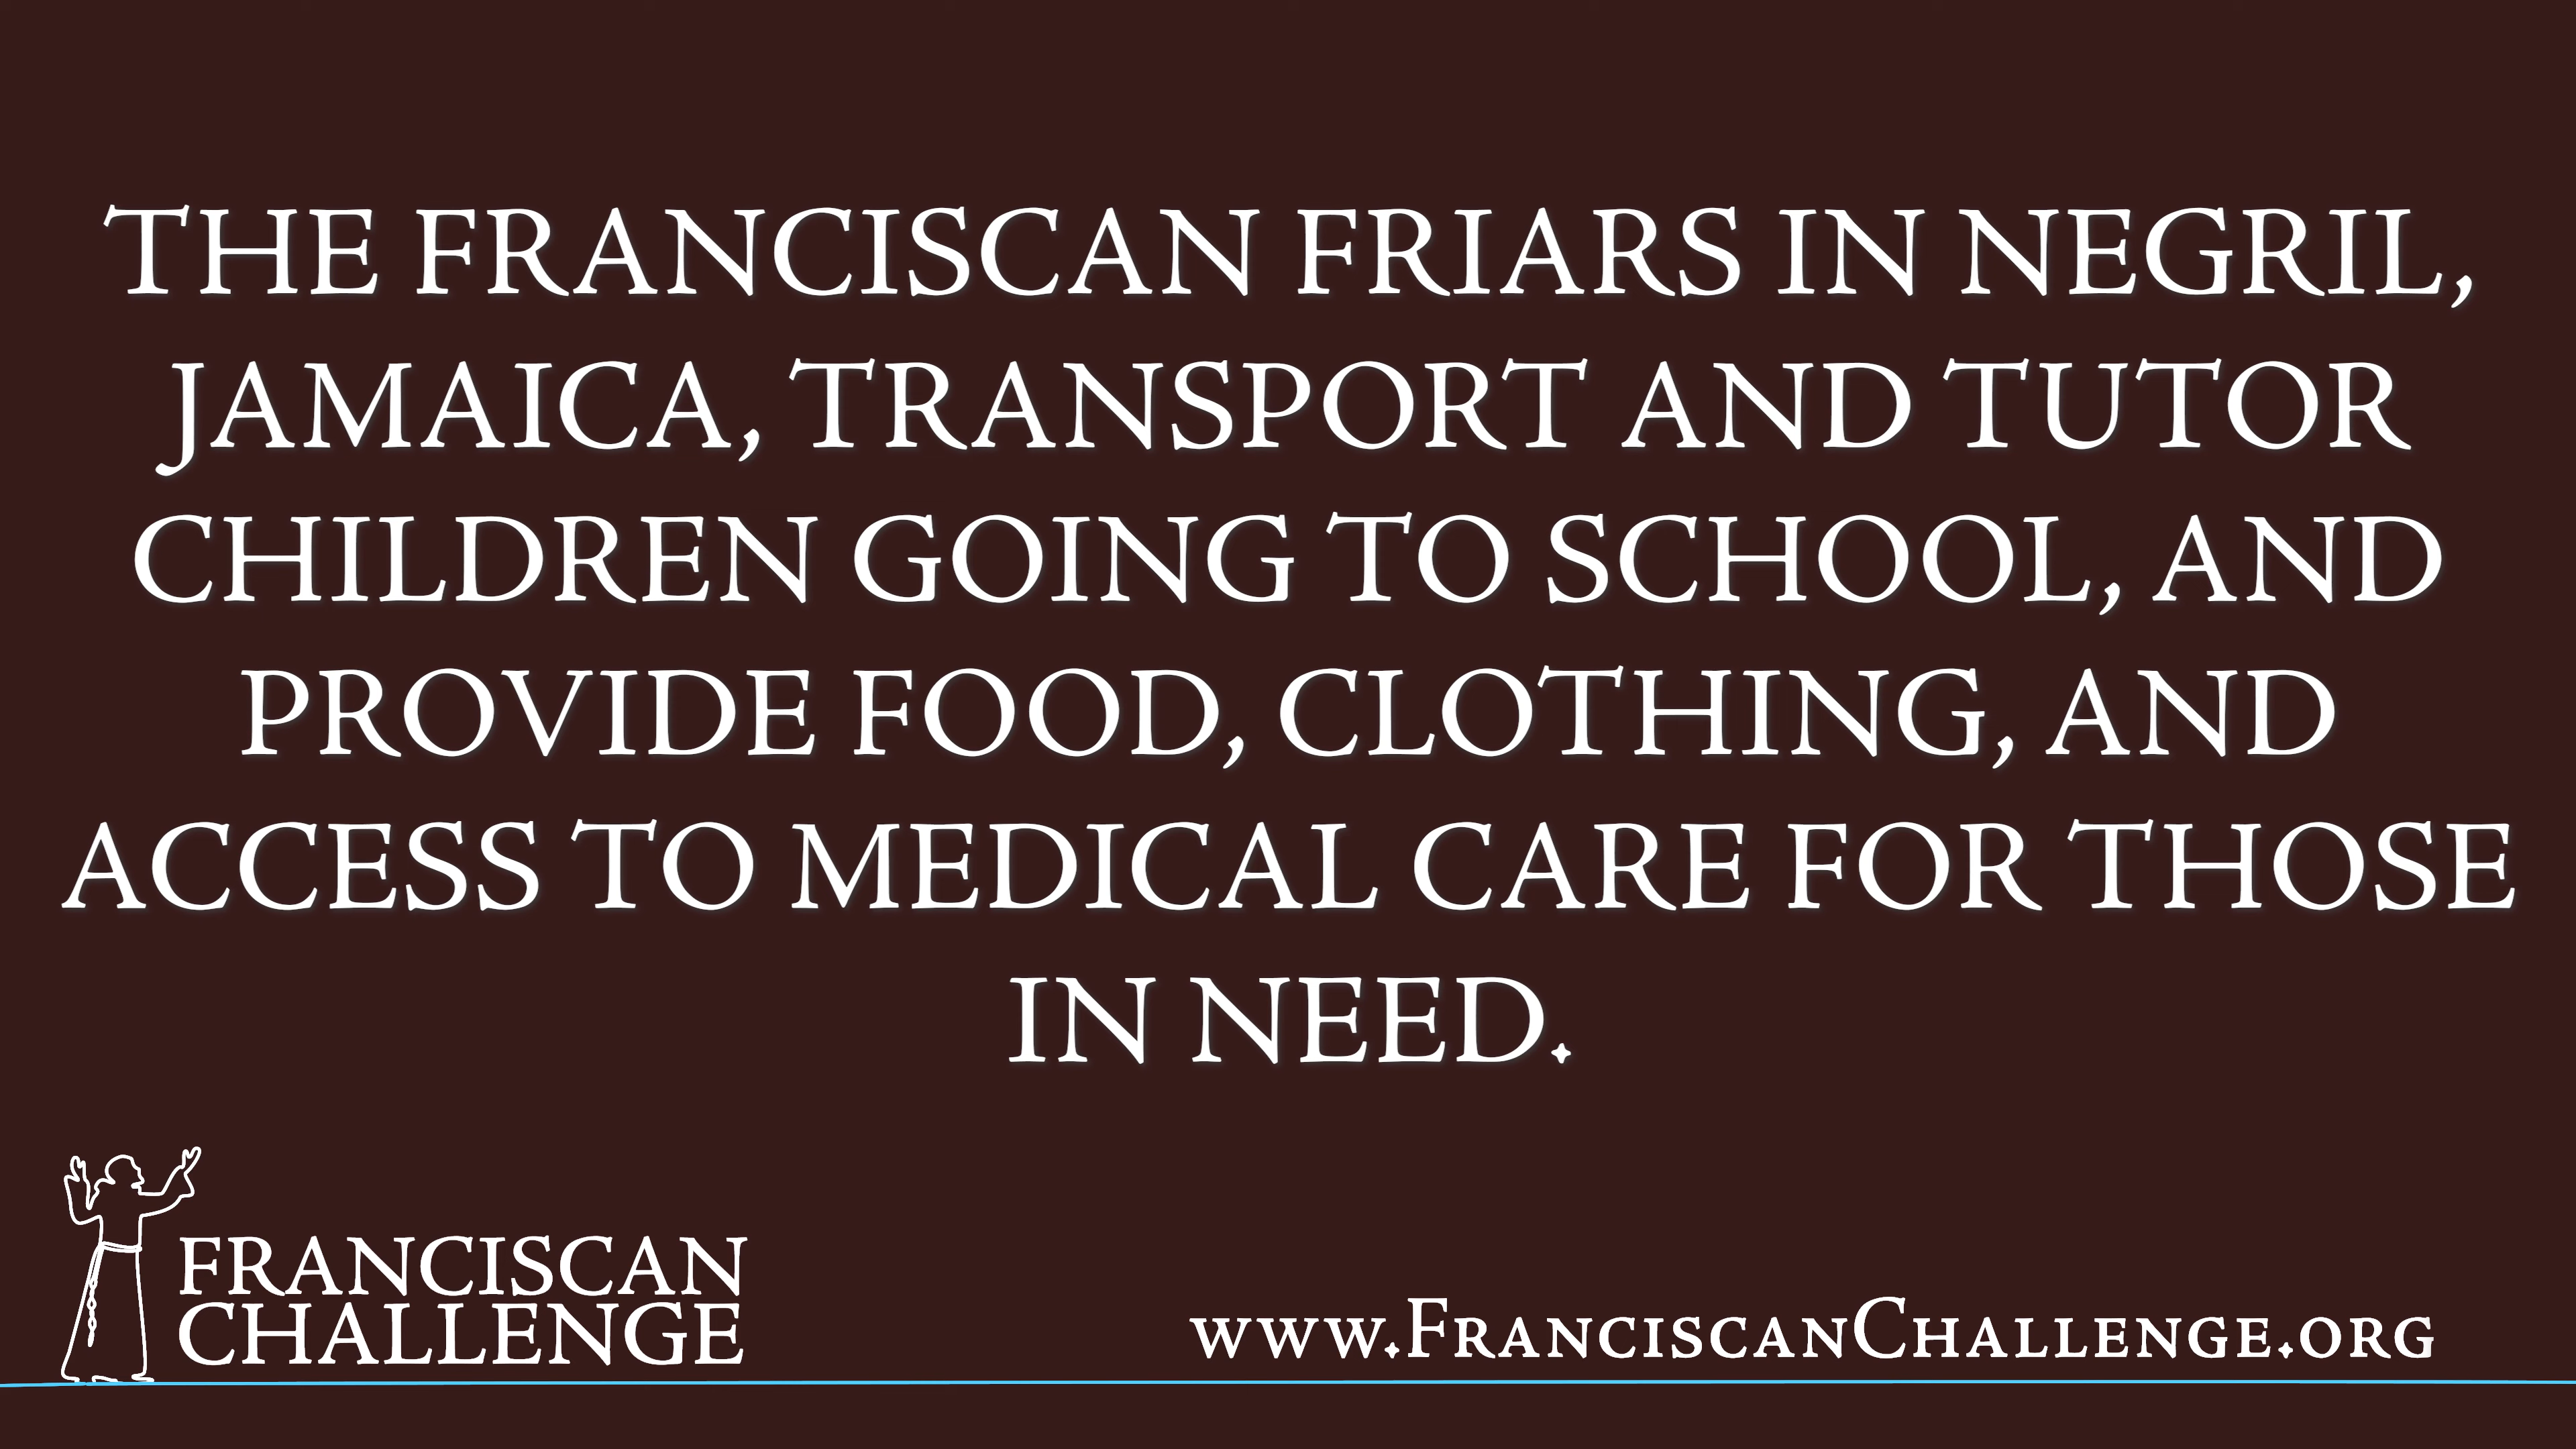 THE FRANCISCAN FRIARS IN NEGRIL,
JAMAICA, TRANSPORT AND TUTOR
CHILDREN GOING TO SCHOOL, AND
PROVIDE FOOD, CLOTHING, AND
ACCESS TO MEDICAL CARE FOR THOSE
IN NEED.
FRANCISCAN
CHALLENGE
www.FranciscanChallenge.org